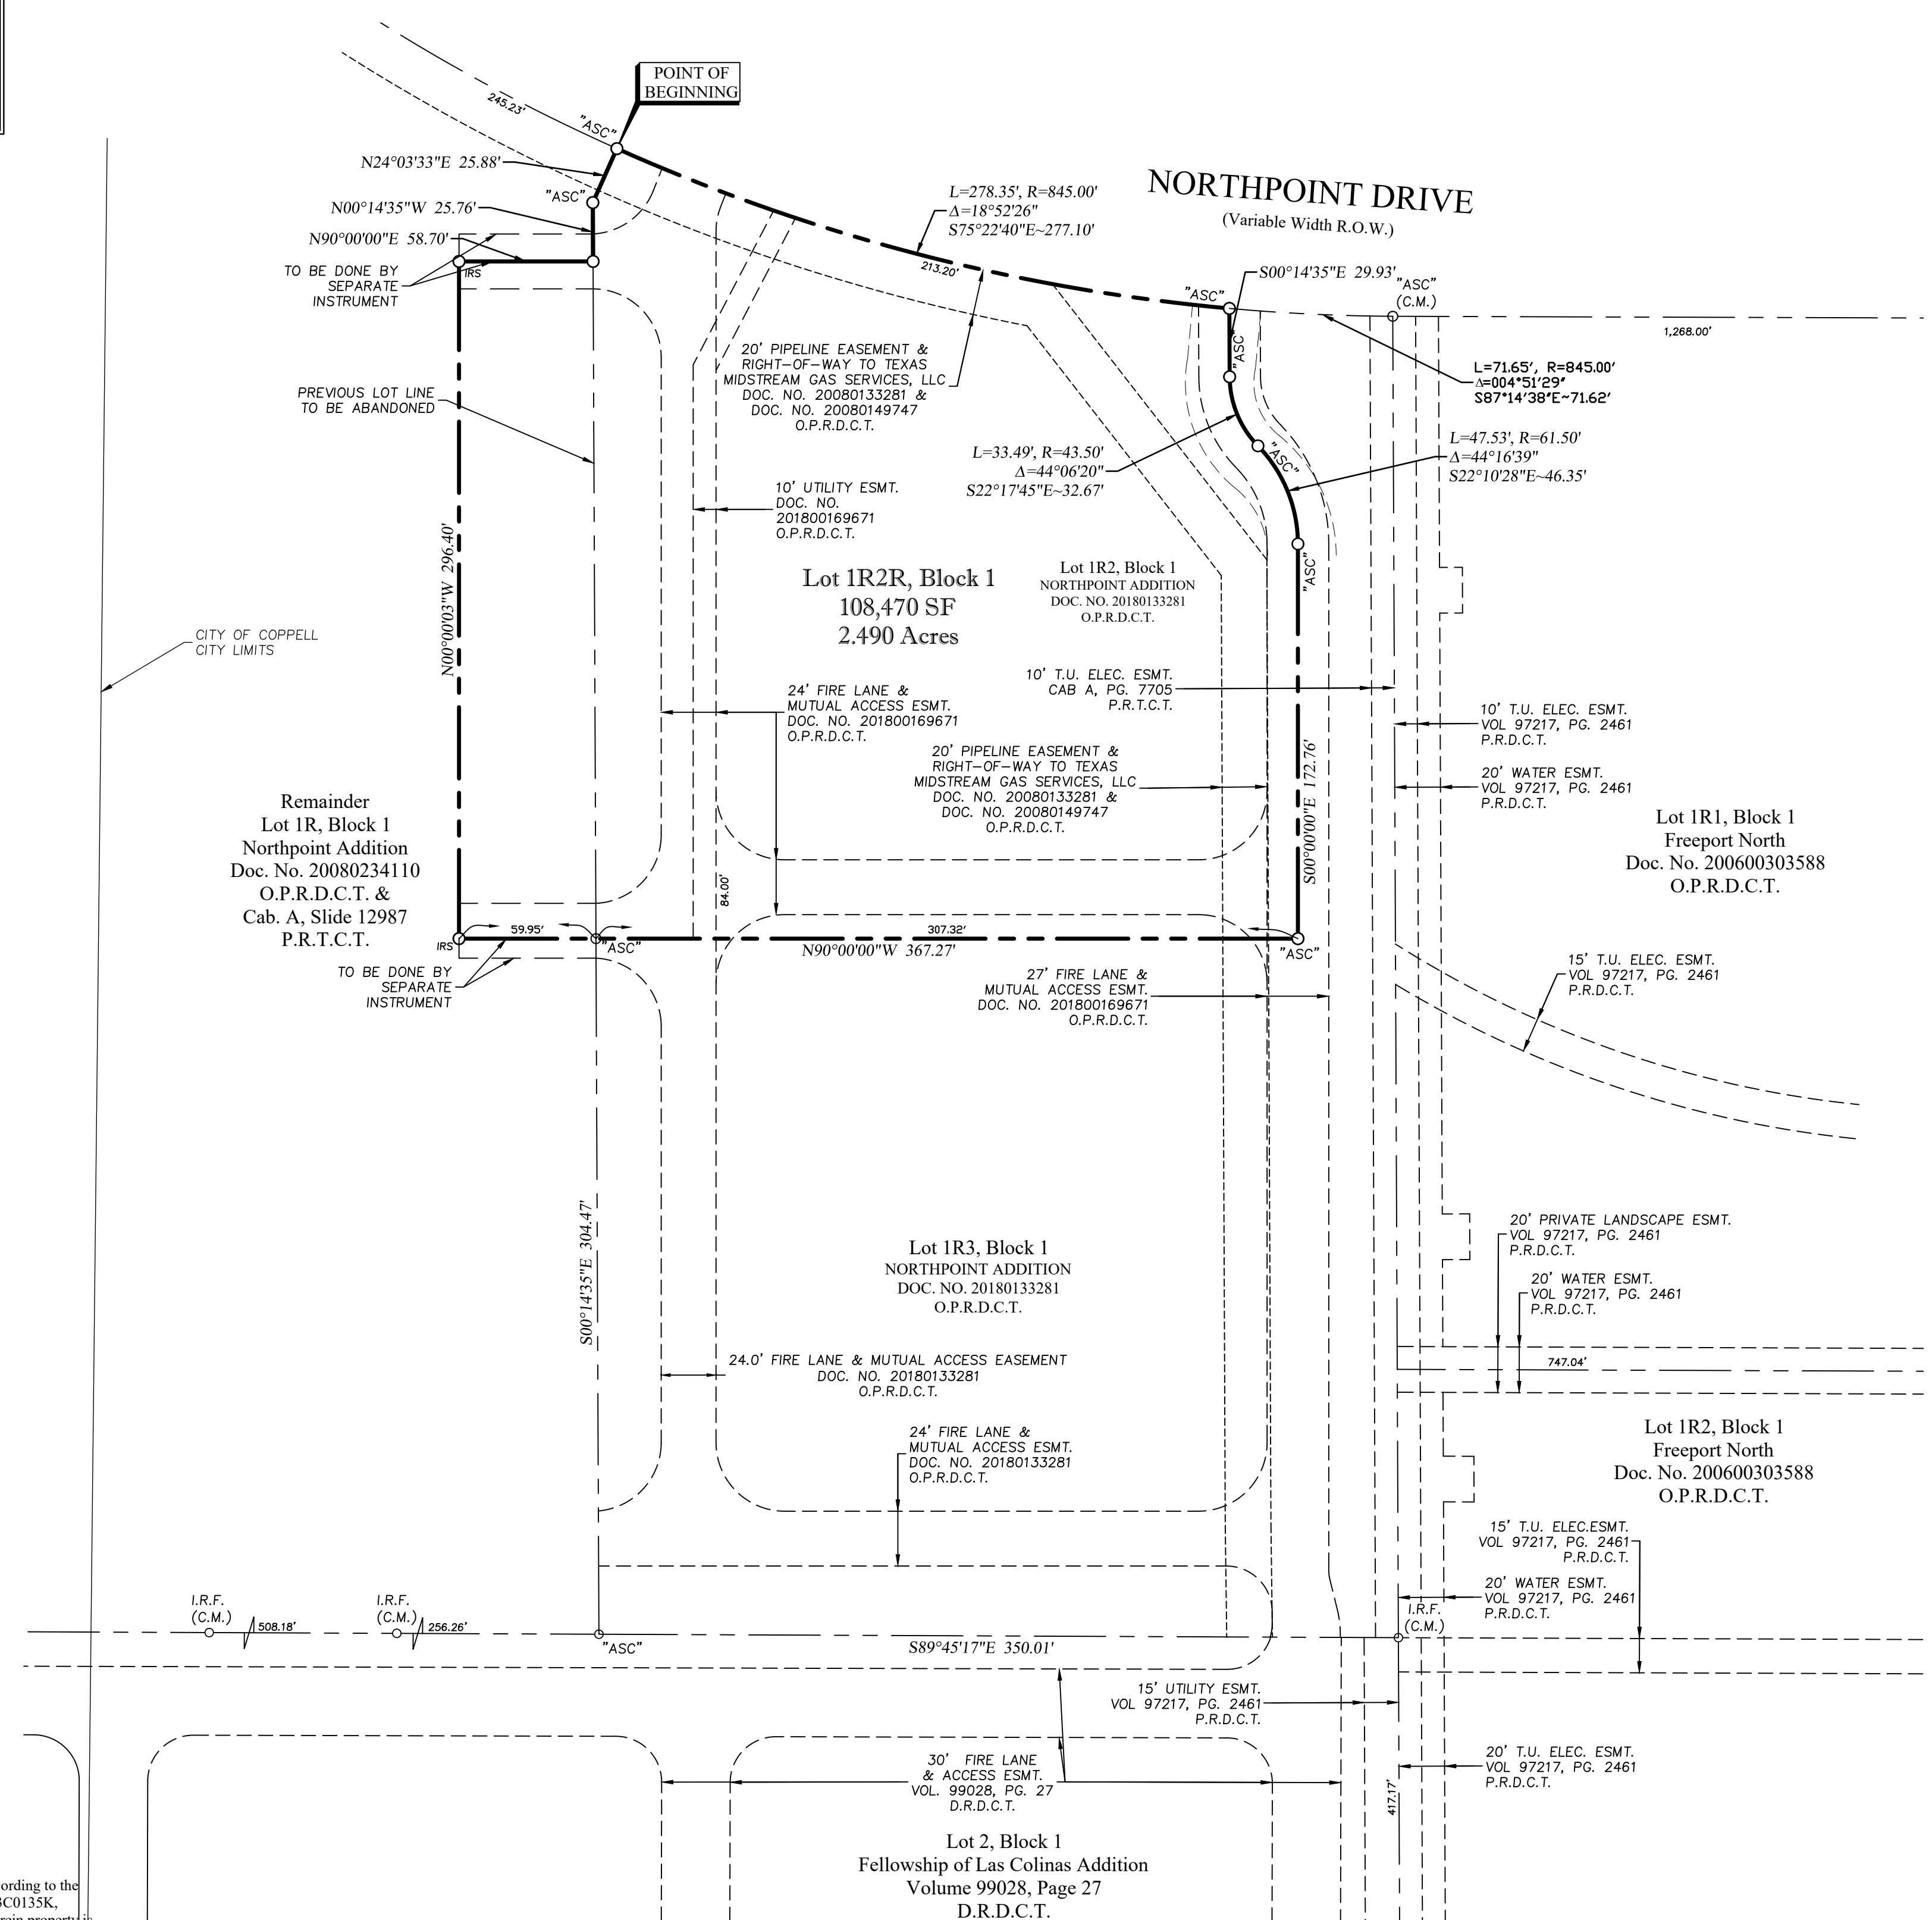 POINT OF
BEGINNING
245.23'
"ASC"
N24°03'33"E 25.88'
"ASC"
N00°14'35"W 25.76'
N90°00'00"E 58.70'
TO BE DONE BY
SEPARATE
INSTRUMENT
IRS
L=278.35', R=845.00'
Δ=18°52'26"
S75°22'40"E~277.10'
213.20'
NORTHPOINT DRIVE
(Variable Width R.O.W.)
S00°14'35"E 29.93'
"ASC"
"ASC"
(C.M.)
1,268.00'
"ASC"
L=71.65', R=845.00'
Δ=004°51'29"
S87°14'38"E~71.62'
20' PIPELINE EASEMENT &
RIGHT-OF-WAY TO TEXAS
MIDSTREAM GAS SERVICES, LLC
DOC. NO. 20080133281 &
DOC. NO. 20080149747
O.P.R.D.C.T.
PREVIOUS LOT LINE
TO BE ABANDONED
L=33.49', R=43.50'
Δ=44°06'20"
S22°17'45"E~32.67'
"ASC"
L=47.53', R=61.50'
Δ=44°16'39"
S22°10'28"E~46.35'
10' UTILITY ESMT.
DOC. NO.
201800169671
O.P.R.D.C.T.
N00°00'03"W 296.40'
Lot 1R2R, Block 1
108,470 SF
2.490 Acres
Lot 1R2, Block 1
NORTHPOINT ADDITION
DOC. NO. 20180133281
O.P.R.D.C.T.
"ASC"
CITY OF COPPELL
CITY LIMITS
10' T.U. ELEC. ESMT.
CAB A, PG. 7705
P.R.T.C.T.
24' FIRE LANE &
MUTUAL ACCESS ESMT.
DOC. NO. 201800169671
O.P.R.D.C.T.
10' T.U. ELEC. ESMT.
VOL 97217, PG. 2461
P.R.D.C.T.
20' PIPELINE EASEMENT &
RIGHT-OF-WAY TO TEXAS
MIDSTREAM GAS SERVICES, LLC
DOC. NO. 20080133281 &
DOC. NO. 20080149747
O.P.R.D.C.T.
S00°00'00"E 172.76'
20' WATER ESMT.
VOL 97217, PG. 2461
P.R.D.C.T.
Remainder
Lot 1R, Block 1
Northpoint Addition
Doc. No. 20080234110
O.P.R.D.C.T. &
Cab. A, Slide 12987
P.R.T.C.T.
Lot 1R1, Block 1
Freeport North
Doc. No. 200600303588
O.P.R.D.C.T.
84.00'
IRS
59.95'
"ASC"
307.32'
N90°00'00"W 367.27'
"ASC"
TO BE DONE BY
SEPARATE
INSTRUMENT
27' FIRE LANE &
MUTUAL ACCESS ESMT.
DOC. NO. 201800169671
O.P.R.D.C.T.
15' T.U. ELEC. ESMT.
VOL 97217, PG. 2461
P.R.D.C.T.
S00°14'35"E 304.47'
Lot 1R3, Block 1
NORTHPOINT ADDITION
DOC. NO. 20180133281
O.P.R.D.C.T.
20' PRIVATE LANDSCAPE ESMT.
VOL 97217, PG. 2461
P.R.D.C.T.
20' WATER ESMT.
VOL 97217, PG. 2461
P.R.D.C.T.
24.0' FIRE LANE & MUTUAL ACCESS EASEMENT
DOC. NO. 20180133281
O.P.R.D.C.T.
747.04'
24' FIRE LANE &
MUTUAL ACCESS ESMT.
DOC. NO. 20180133281
O.P.R.D.C.T.
Lot 1R2, Block 1
Freeport North
Doc. No. 200600303588
O.P.R.D.C.T.
15' T.U. ELEC.ESMT.
VOL 97217, PG. 2461
P.R.D.C.T.
20' WATER ESMT.
VOL 97217, PG. 2461
P.R.D.C.T.
I.R.F.
(C.M.)
508.18'
I.R.F.
(C.M.)
256.26'
"ASC"
S89°45'17"E 350.01'
I.R.F.
(C.M.)
15' UTILITY ESMT.
VOL 97217, PG. 2461
P.R.D.C.T.
30' FIRE LANE
& ACCESS ESMT.
VOL. 99028, PG. 27
D.R.D.C.T.
417.17'
20' T.U. ELEC. ESMT.
VOL 97217, PG. 2461
P.R.D.C.T.
Lot 2, Block 1
Fellowship of Las Colinas Addition
Volume 99028, Page 27
D.R.D.C.T.
ording to the
C0135K,
rein property is